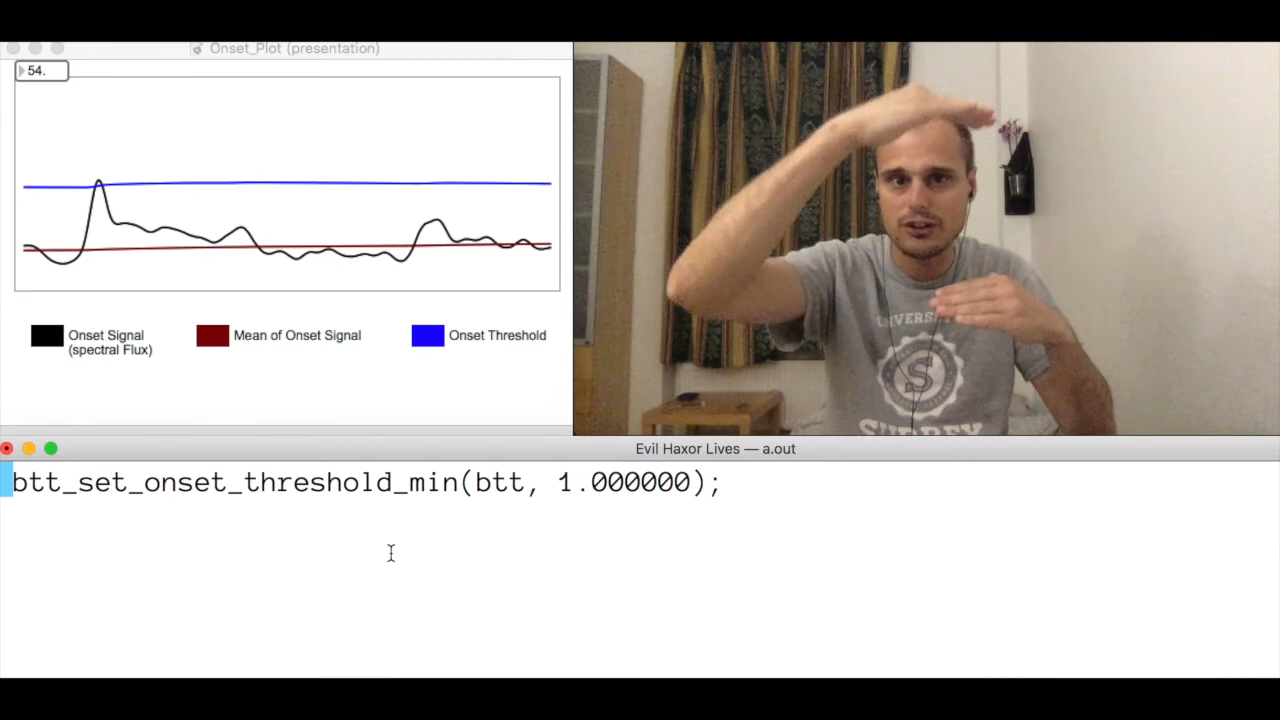 Onset_Plot (presentation)
54.
Onset Signal
(spectral Flux)
Mean of Onset Signal
Onset Threshold
S
SURREY
Evil Haxor Lives — a.out
btt_set_onset_threshold_min(btt, 1.000000);